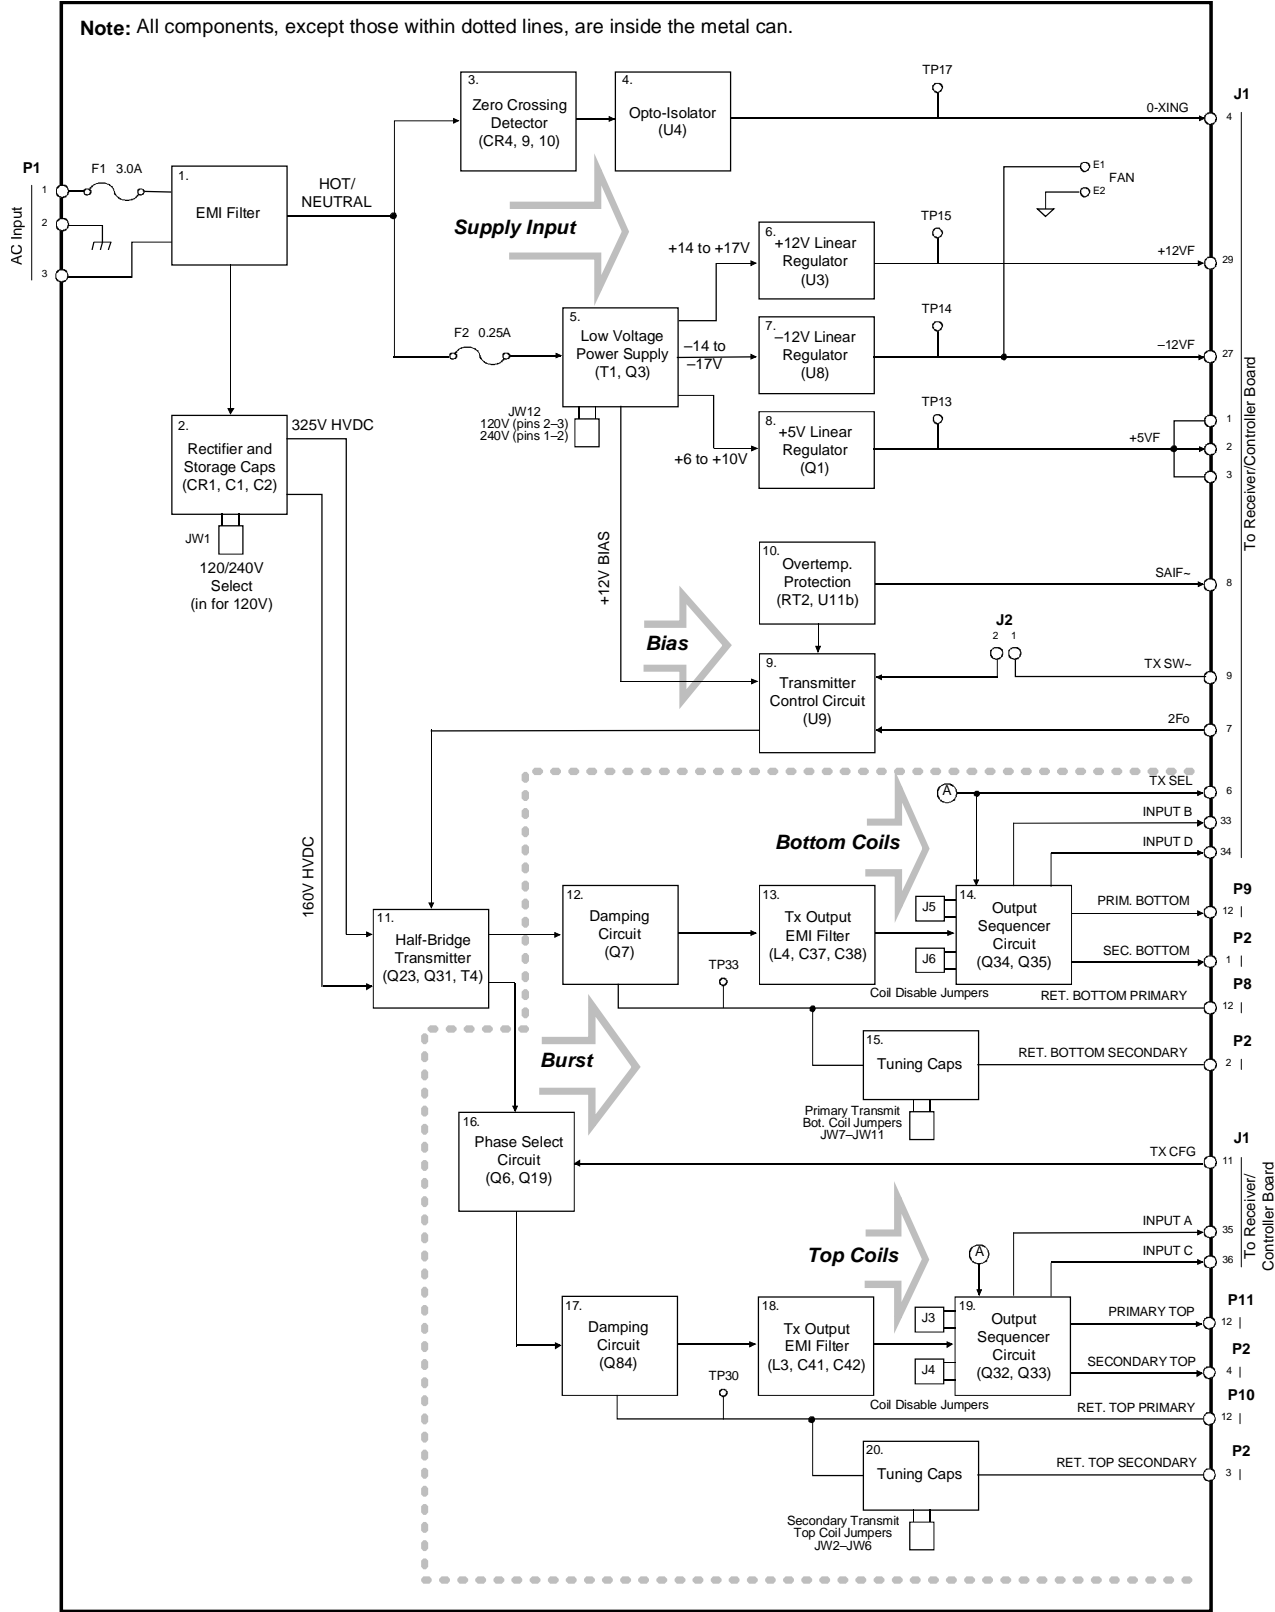 Note: All components, except those within dotted lines, are inside the metal can.
P1
AC Input
1
2
3
F1 3.0A
1.
EMI Filter
HOT/
NEUTRAL
3.
Zero Crossing
Detector
(CR4, 9, 10)
4.
Opto-Isolator
(U4)
TP17
0-XING
J1
4
E1
FAN
E2
Supply Input
+14 to +17V
6.
+12V Linear
Regulator
(U3)
TP15
+12VF
29
F2 0.25A
5.
Low Voltage
Power Supply
(T1, Q3)
–14 to
–17V
7.
–12V Linear
Regulator
(U8)
TP14
–12VF
27
JW12
120V (pins 2–3)
240V (pins 1–2)
+6 to +10V
8.
+5V Linear
Regulator
(Q1)
TP13
+5VF
1
2
3
To Receiver/Controller Board
2.
Rectifier and
Storage Caps
(CR1, C1, C2)
325V HVDC
JW1
120/240V
Select
(in for 120V)
+12V BIAS
Bias
10.
Overtemp.
Protection
(RT2, U11b)
SAIF~
8
J2
2 1
TX SW~
9
9.
Transmitter
Control Circuit
(U9)
2Fo
7
160V HVDC
A
TX SEL
6
INPUT B
33
INPUT D
34
Bottom Coils
11.
Half-Bridge
Transmitter
(Q23, Q31, T4)
12.
Damping
Circuit
(Q7)
13.
Tx Output
EMI Filter
(L4, C37, C38)
J5
J6
14.
Output
Sequencer
Circuit
(Q34, Q35)
Coil Disable Jumpers
PRIM. BOTTOM
P9
12
SEC. BOTTOM
P2
1
TP33
RET. BOTTOM PRIMARY
P8
12
15.
Tuning Caps
RET. BOTTOM SECONDARY
P2
2
Primary Transmit
Bot. Coil Jumpers
JW7–JW11
Burst
16.
Phase Select
Circuit
(Q6, Q19)
TX CFG
J1
11
INPUT A
35
INPUT C
36
To Receiver/
Controller Board
Top Coils
A
17.
Damping
Circuit
(Q84)
18.
Tx Output
EMI Filter
(L3, C41, C42)
J3
J4
19.
Output
Sequencer
Circuit
(Q32, Q33)
Coil Disable Jumpers
PRIMARY TOP
P11
12
SECONDARY TOP
P2
4
TP30
RET. TOP PRIMARY
P10
12
20.
Tuning Caps
RET. TOP SECONDARY
P2
3
Secondary Transmit
Top Coil Jumpers
JW2–JW6